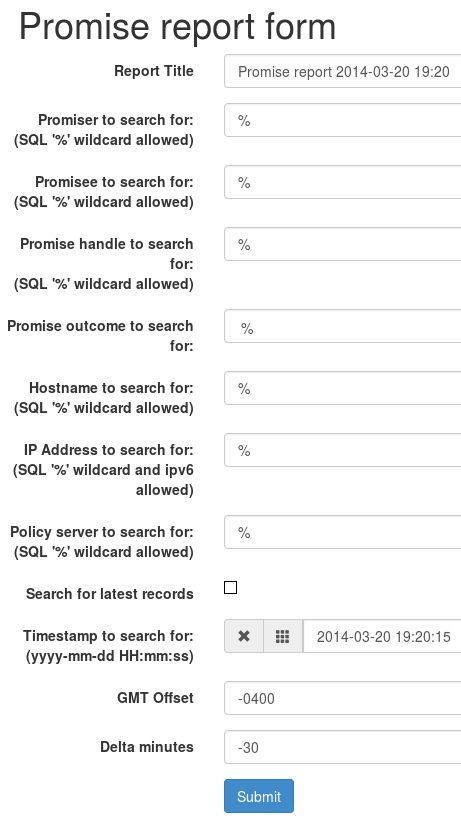 Promise report form
Report Title
Promise report 2014-03-20 19:20
Promiser to search for:
(SQL '%' wildcard allowed)
%
Promisee to search for:
(SQL '%' wildcard allowed)
%
Promise handle to search
for:
(SQL '%' wildcard allowed)
%
Promise outcome to search
for:
%
Hostname to search for:
(SQL '%' wildcard allowed)
%
IP Address to search for:
(SQL '%' wildcard and ipv6
allowed)
%
Policy server to search for:
(SQL '%' wildcard allowed)
%
Search for latest records
Timestamp to search for:
(yyyy-mm-dd HH:mm:ss)
2014-03-20 19:20:15
GMT Offset
-0400
Delta minutes
-30
Submit